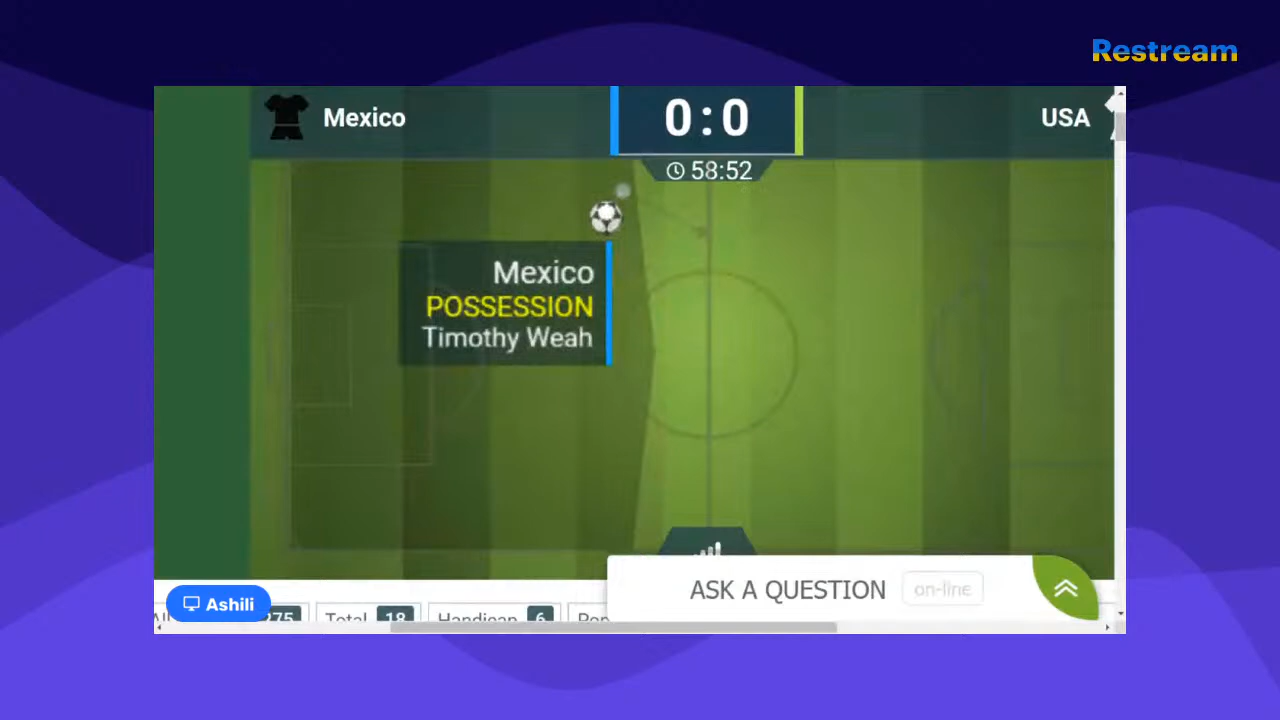 Restream
Mexico
0:0
USA
58:52
Mexico
POSSESSION
Timothy Weah
ASK A QUESTION
on-line
Ashili
275
Total 18
Handicap 6